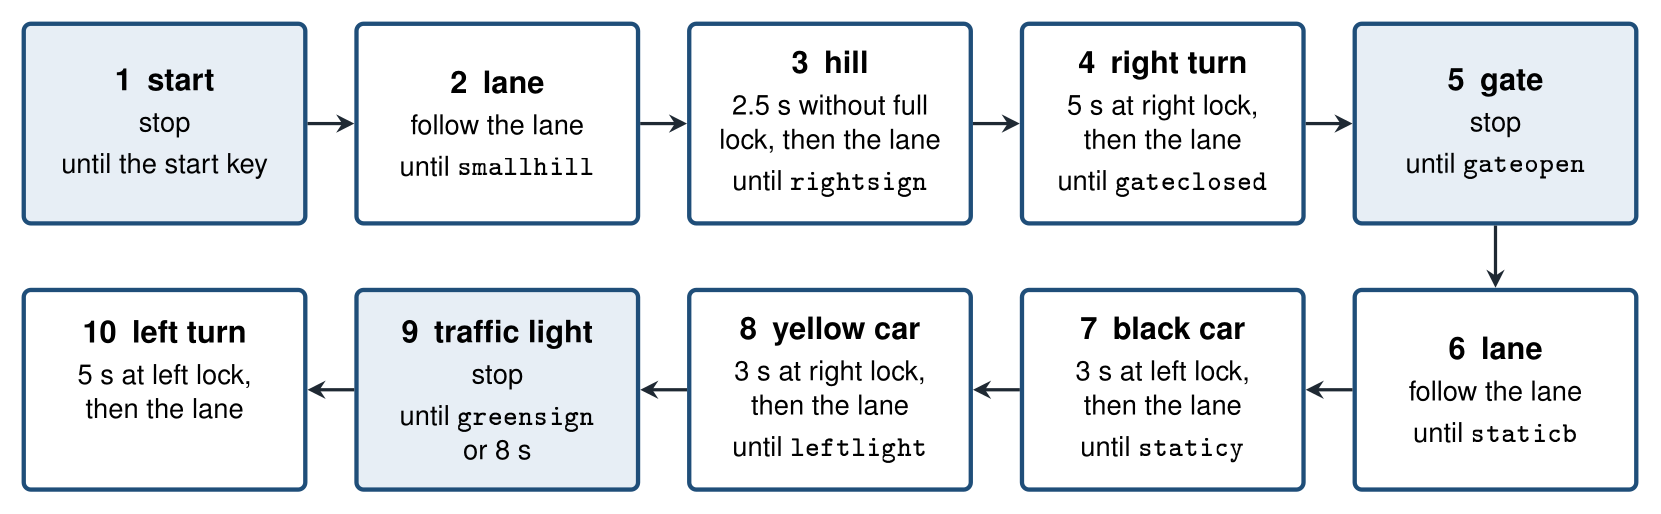 1 start
stop
until the start key
2 lane
follow the lane
until smallhill
3 hill
2.5 s without full
lock, then the lane
until rightsign
4 right turn
5 s at right lock,
then the lane
until gateclosed
5 gate
stop
until gateopen
6 lane
follow the lane
until staticb
7 black car
3 s at left lock,
then the lane
until staticy
8 yellow car
3 s at right lock,
then the lane
until leftlight
9 traffic light
stop
until greensign
or 8 s
10 left turn
5 s at left lock,
then the lane